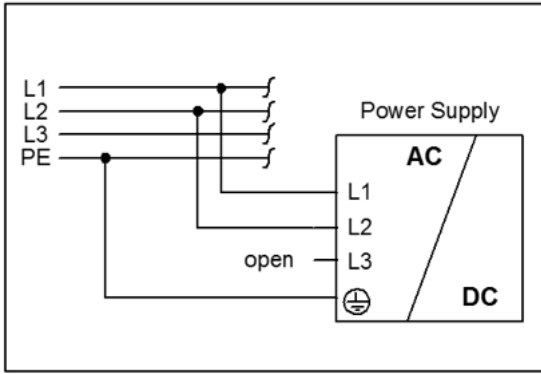 L1
L2
L3
PE
Power Supply
AC
L1
L2
open L3
DC